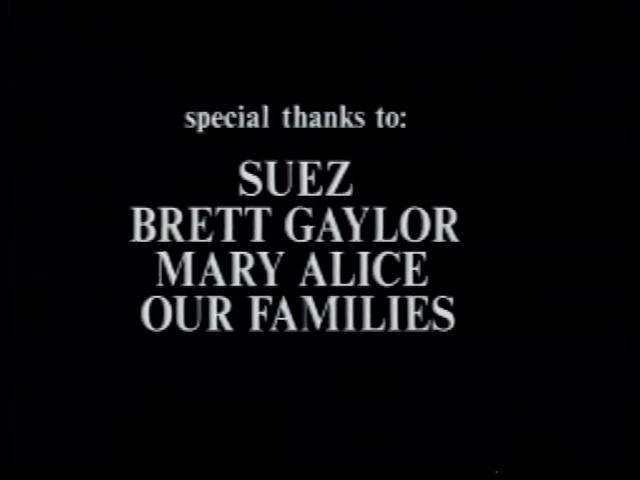 special thanks to:
SUEZ
BRETT GAYLOR
MARY ALICE
OUR FAMILIES